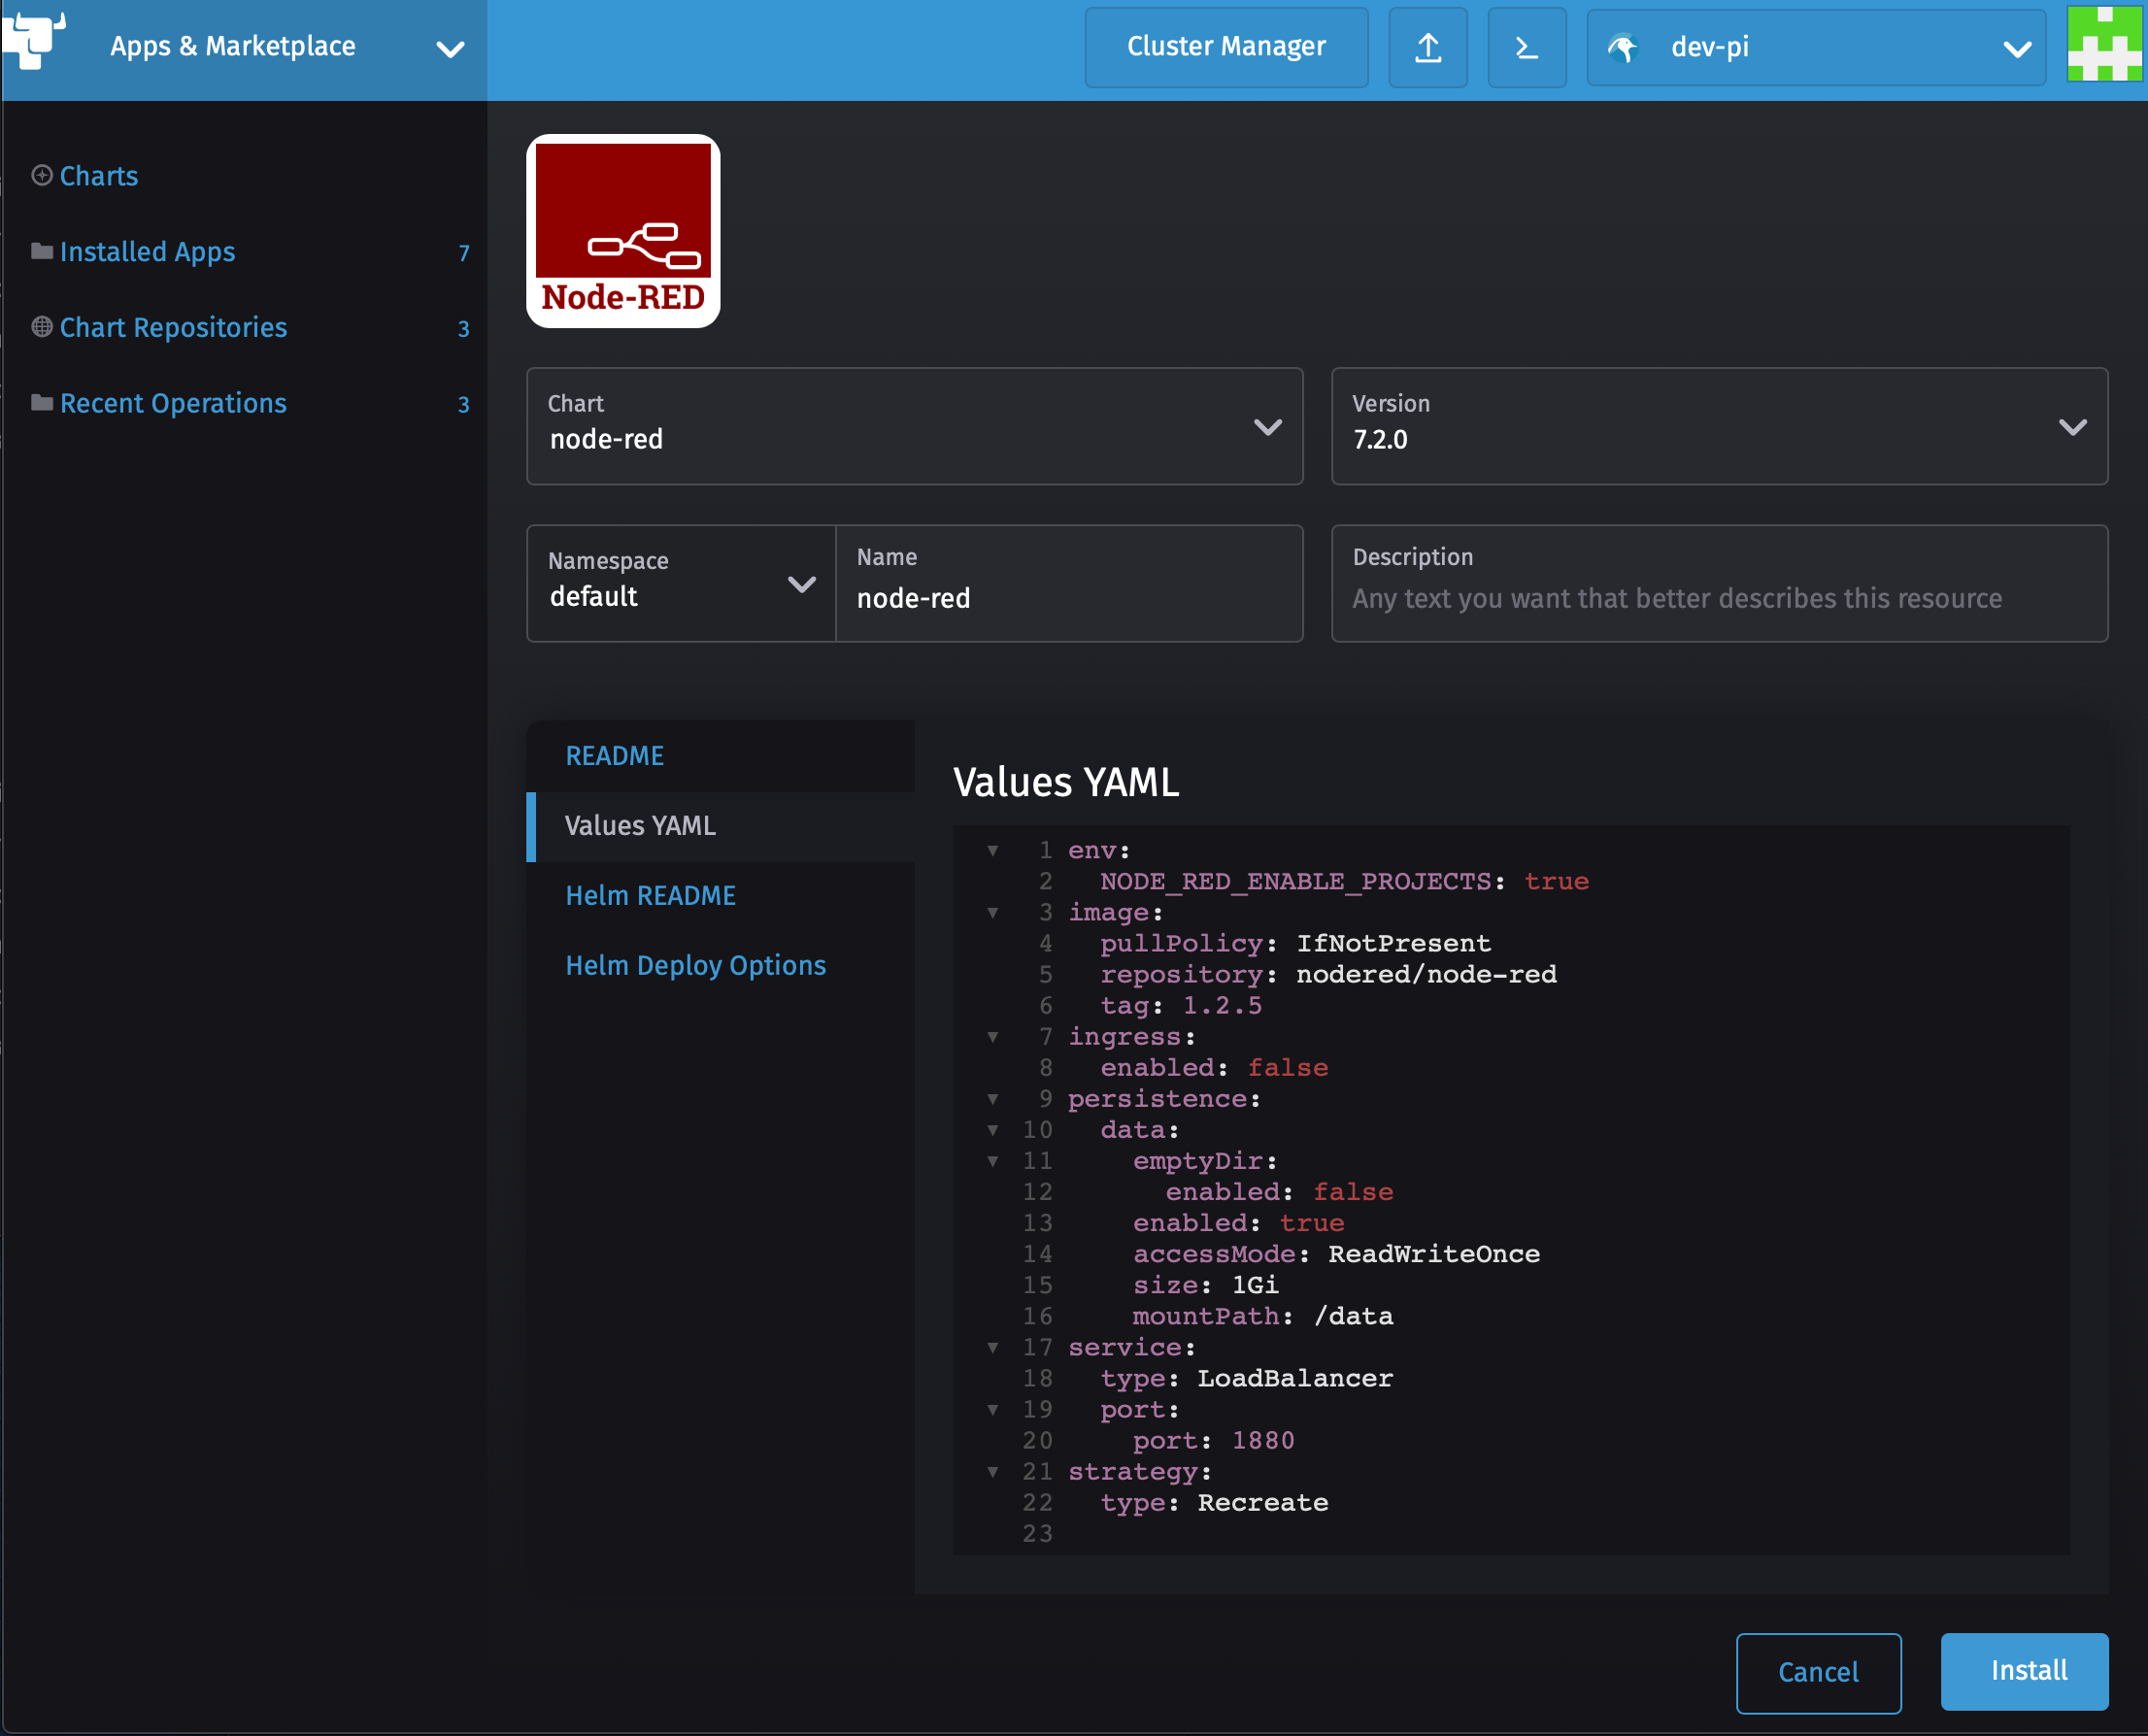 Apps & Marketplace
Cluster Manager
dev-pi
Charts
Installed Apps 7
Chart Repositories 3
Recent Operations 3
Node-RED
Chart
node-red
Version
7.2.0
Namespace
default
Name
node-red
Description
Any text you want that better describes this resource
README
Values YAML
Helm README
Helm Deploy Options
Values YAML
1 env:
2   NODE_RED_ENABLE_PROJECTS: true
3 image:
4   pullPolicy: IfNotPresent
5   repository: nodered/node-red
6   tag: 1.2.5
7 ingress:
8   enabled: false
9 persistence:
10   data:
11     emptyDir:
12       enabled: false
13     enabled: true
14     accessMode: ReadWriteOnce
15     size: 1Gi
16     mountPath: /data
17 service:
18   type: LoadBalancer
19   port:
20     port: 1880
21 strategy:
22   type: Recreate
23
Cancel
Install